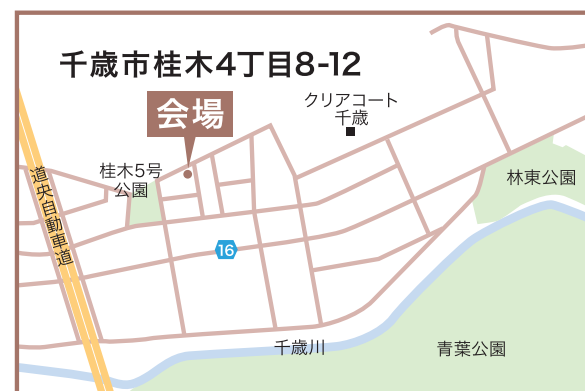 千歳市桂木4丁目8-12
会場
クリアコート
千歳
桂木5号
公園
林東公園
道央自動車道
16
千歳川
青葉公園